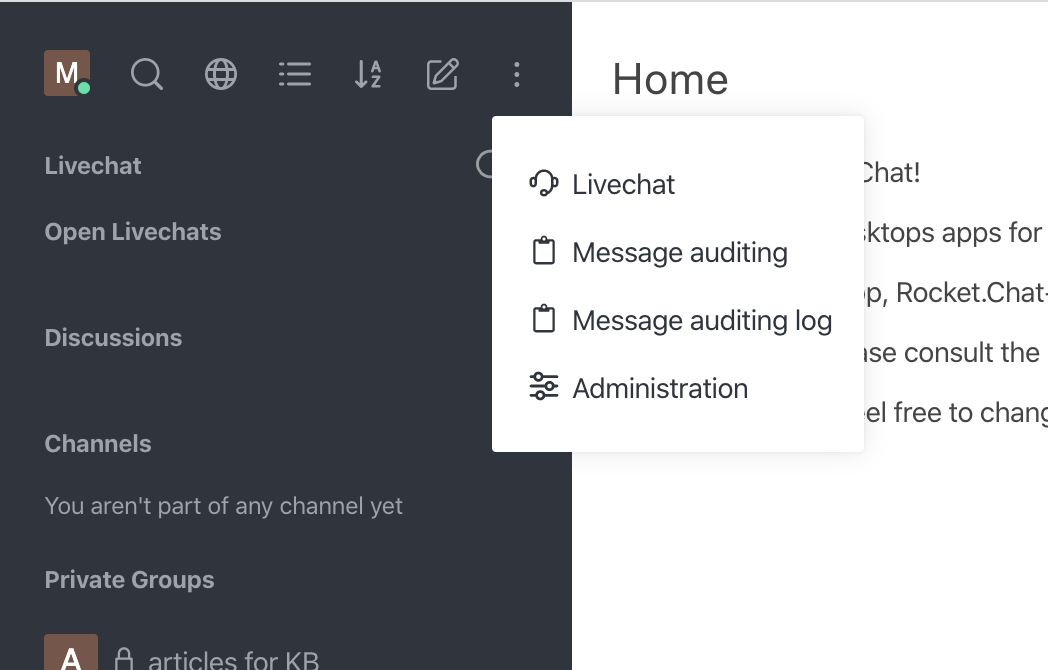 M
A
Z
Home
Livechat
Open Livechats
Discussions
Channels
You aren't part of any channel yet
Private Groups
A articles for KB
Livechat
Message auditing
Message auditing log
Administration
Chat!
sktops apps for
op, Rocket.Chat-
ase consult the
el free to chang